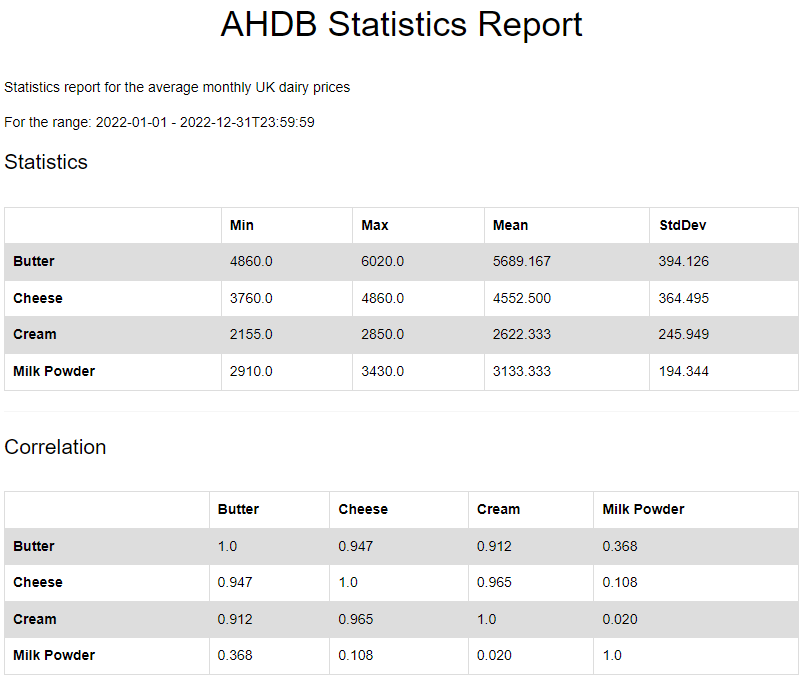 AHDB Statistics Report
Statistics report for the average monthly UK dairy prices
For the range: 2022-01-01 - 2022-12-31T23:59:59
Statistics
Min Max Mean StdDev
Butter 4860.0 6020.0 5689.167 394.126
Cheese 3760.0 4860.0 4552.500 364.495
Cream 2155.0 2850.0 2622.333 245.949
Milk Powder 2910.0 3430.0 3133.333 194.344
Correlation
Butter Cheese Cream Milk Powder
Butter 1.0 0.947 0.912 0.368
Cheese 0.947 1.0 0.965 0.108
Cream 0.912 0.965 1.0 0.020
Milk Powder 0.368 0.108 0.020 1.0